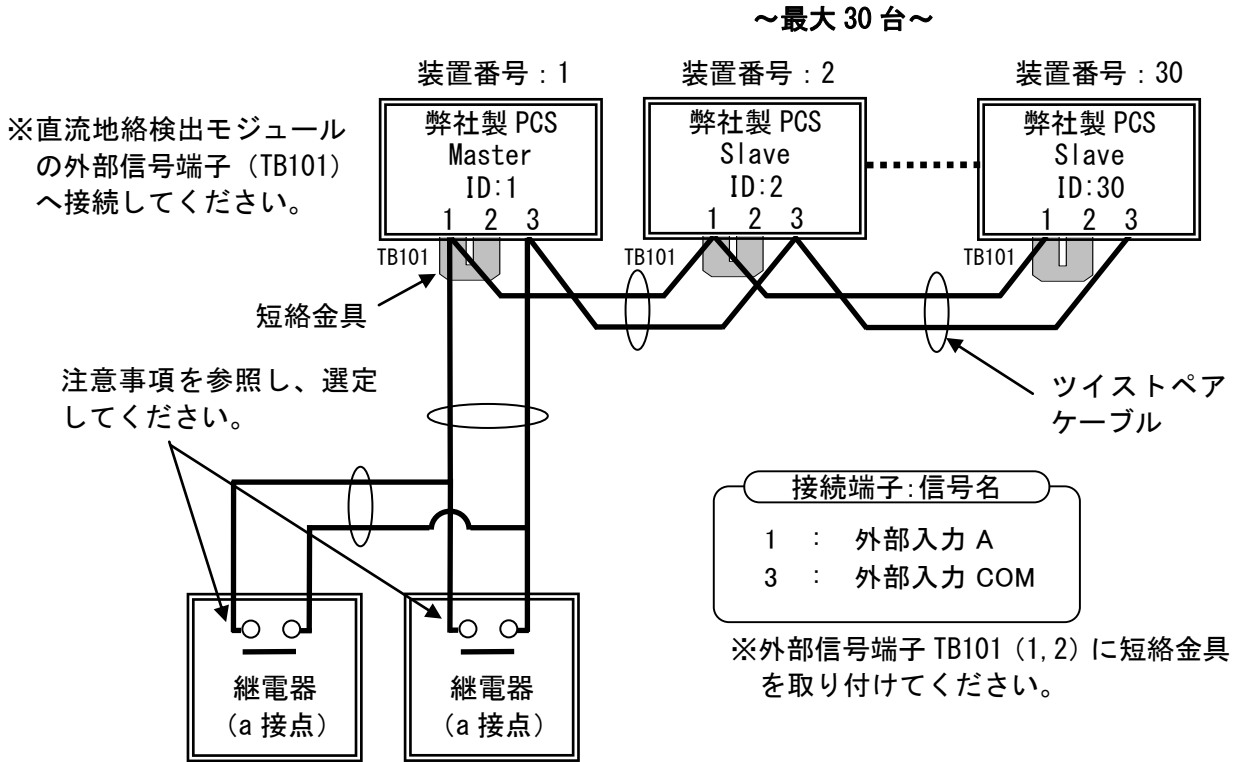 ～最大 30 台～
装置番号：1
装置番号：2
装置番号：30
※直流地絡検出モジュール
の外部信号端子（TB101）
へ接続してください。
弊社製 PCS
Master
ID:1
1 2 3
弊社製 PCS
Slave
ID:2
1 2 3
弊社製 PCS
Slave
ID:30
1 2 3
TB101
TB101
TB101
短絡金具
注意事項を参照し、選定
してください。
ツイストペア
ケーブル
接続端子:信号名
1 ： 外部入力 A
3 ： 外部入力 COM
※外部信号端子 TB101（1,2）に短絡金具
を取り付けてください。
継電器
（a 接点）
継電器
（a 接点）